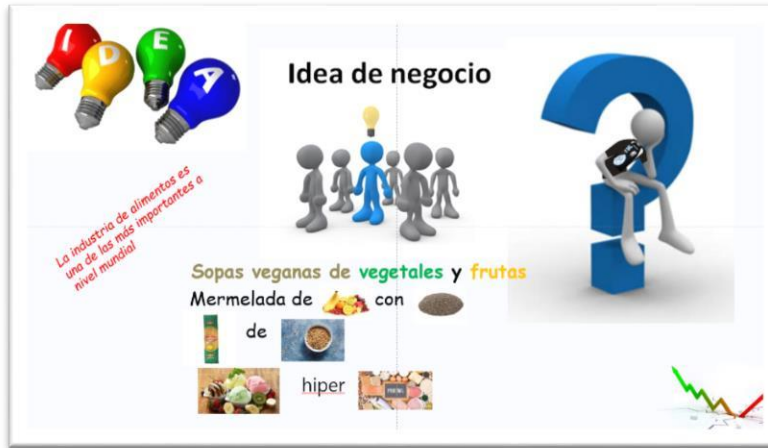 IDEA
Idea de negocio
La industria de alimentos es
una de las más importantes a
nivel mundial
Sopas veganas de vegetales y frutas
Mermelada de con
de
hiper